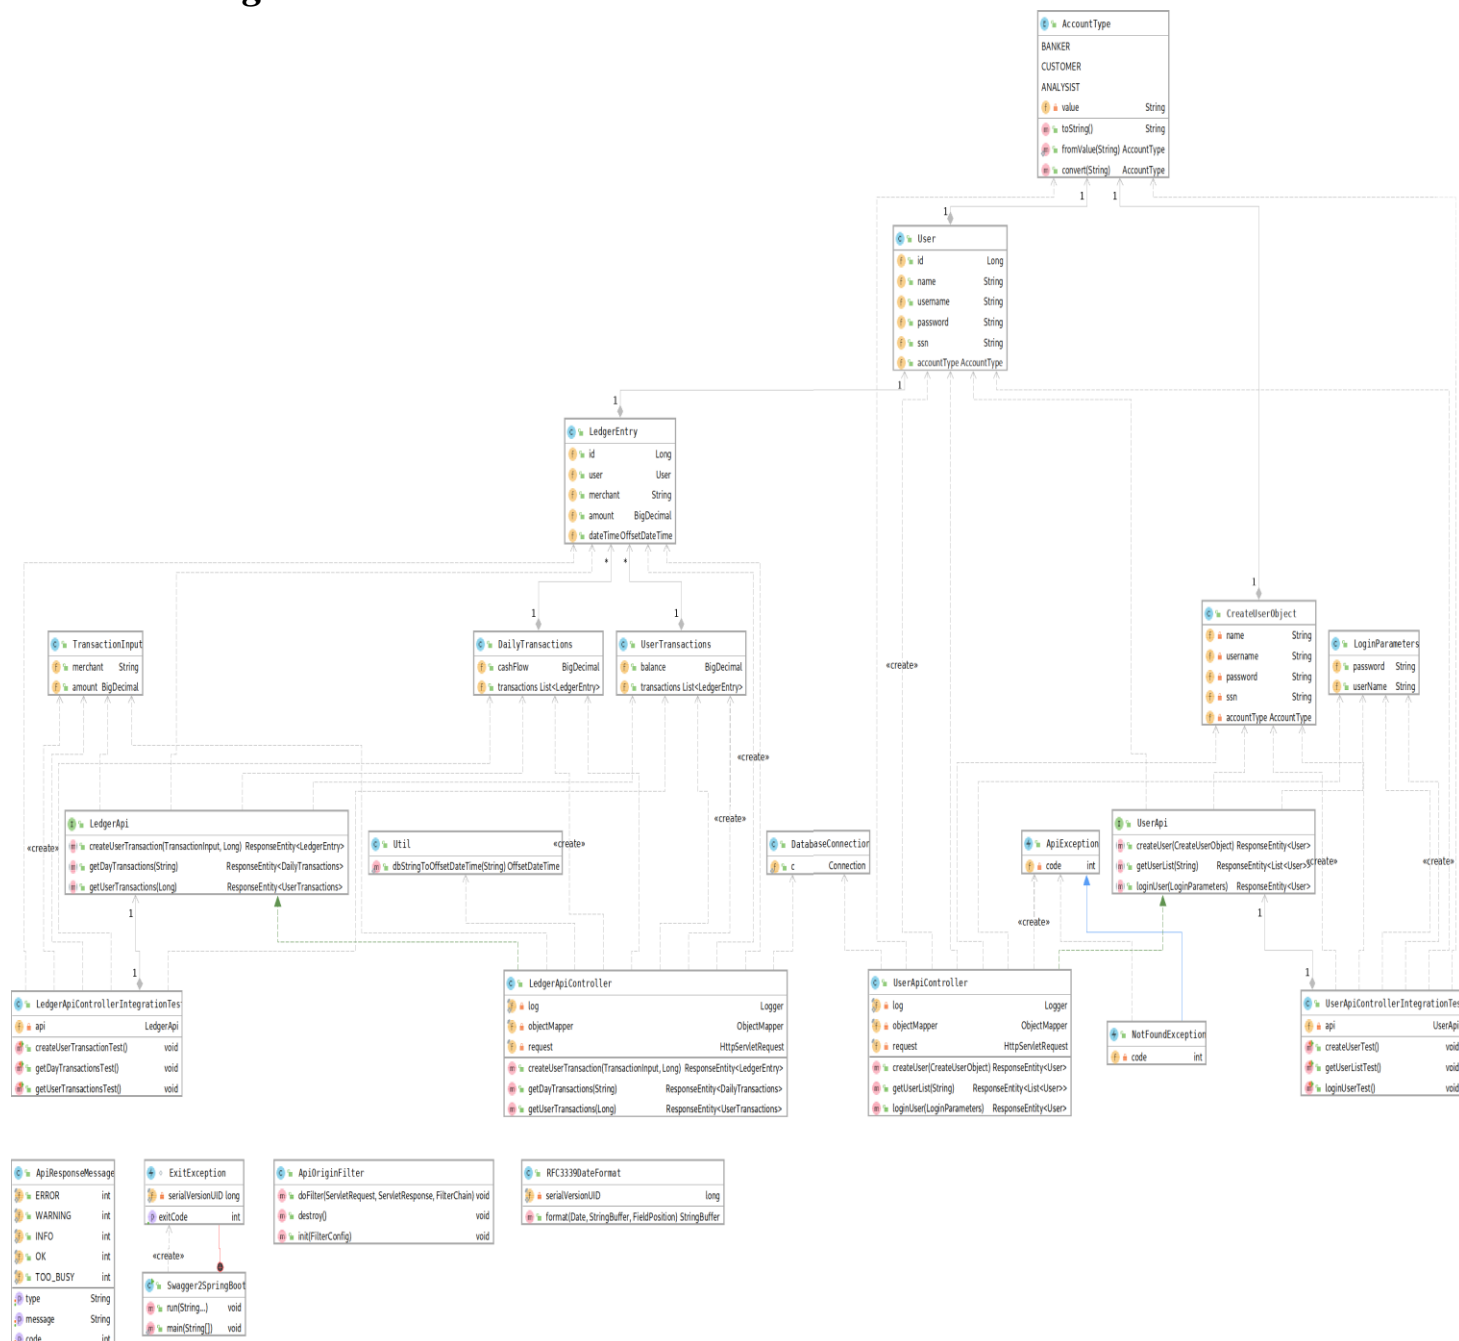 AccountType
BANKER
CUSTOMER
ANALYSIST
value String
toString() String
fromValue(String) AccountType
convert(String) AccountType
1 1
1
User
id Long
name String
username String
password String
ssn String
accountType AccountType
1
1
LedgerEntry
id Long
user User
merchant String
amount BigDecimal
dateTime OffsetDateTime
* *
1 1
1
TransactionInput
merchant String
amount BigDecimal
DailyTransactions
cashFlow BigDecimal
transactions List<LedgerEntry>
UserTransactions
balance BigDecimal
transactions List<LedgerEntry>
«create»
CreateUserObject
name String
username String
password String
ssn String
accountType AccountType
LoginParameters
password String
userName String
«create»
«create»
LedgerApi
createUserTransaction(TransactionInput, Long) ResponseEntity<LedgerEntry>
getDayTransactions(String) ResponseEntity<DailyTransactions>
getUserTransactions(Long) ResponseEntity<UserTransactions>
«create»
Util
dbStringToOffsetDateTime(String) OffsetDateTime
«create»
DatabaseConnection
c Connection
ApiException
code int
UserApi
createUser(CreateUserObject) ResponseEntity<User>
getUserList(String) ResponseEntity<List<User>>
loginUser(LoginParameters) ResponseEntity<User>
«create»
«create»
1
«create»
1
1
1
LedgerApiControllerIntegrationTes
api LedgerApi
createUserTransactionTest() void
getDayTransactionsTest() void
getUserTransactionsTest() void
LedgerApiController
log Logger
objectMapper ObjectMapper
request HttpServletRequest
createUserTransaction(TransactionInput, Long) ResponseEntity<LedgerEntry>
getDayTransactions(String) ResponseEntity<DailyTransactions>
getUserTransactions(Long) ResponseEntity<UserTransactions>
UserApiController
log Logger
objectMapper ObjectMapper
request HttpServletRequest
createUser(CreateUserObject) ResponseEntity<User>
getUserList(String) ResponseEntity<List<User>>
loginUser(LoginParameters) ResponseEntity<User>
NotFoundException
code int
UserApiControllerIntegrationTes
api UserApi
createUserTest() void
getUserListTest() void
loginUserTest() void
ApiResponseMessage
ERROR int
WARNING int
INFO int
OK int
TOO_BUSY int
type String
message String
code int
ExitException
serialVersionUID long
exitCode int
«create»
Swagger2SpringBoot
run(String...) void
main(String[]) void
ApiOriginFilter
doFilter(ServletRequest, ServletResponse, FilterChain) void
destroy() void
init(FilterConfig) void
RFC3339DateFormat
serialVersionUID long
format(Date, StringBuffer, FieldPosition) StringBuffer